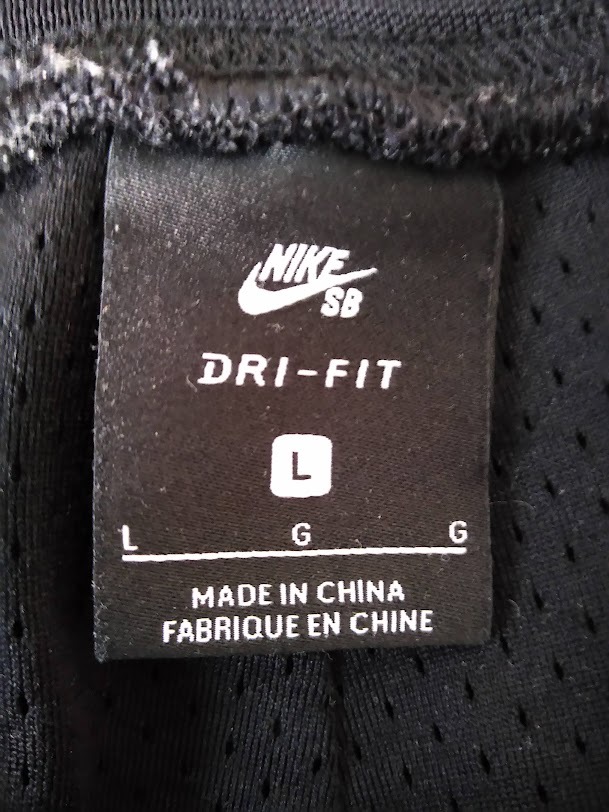 NIKE
SB
DRI-FIT
L
L G G
MADE IN CHINA
FABRIQUE EN CHINE